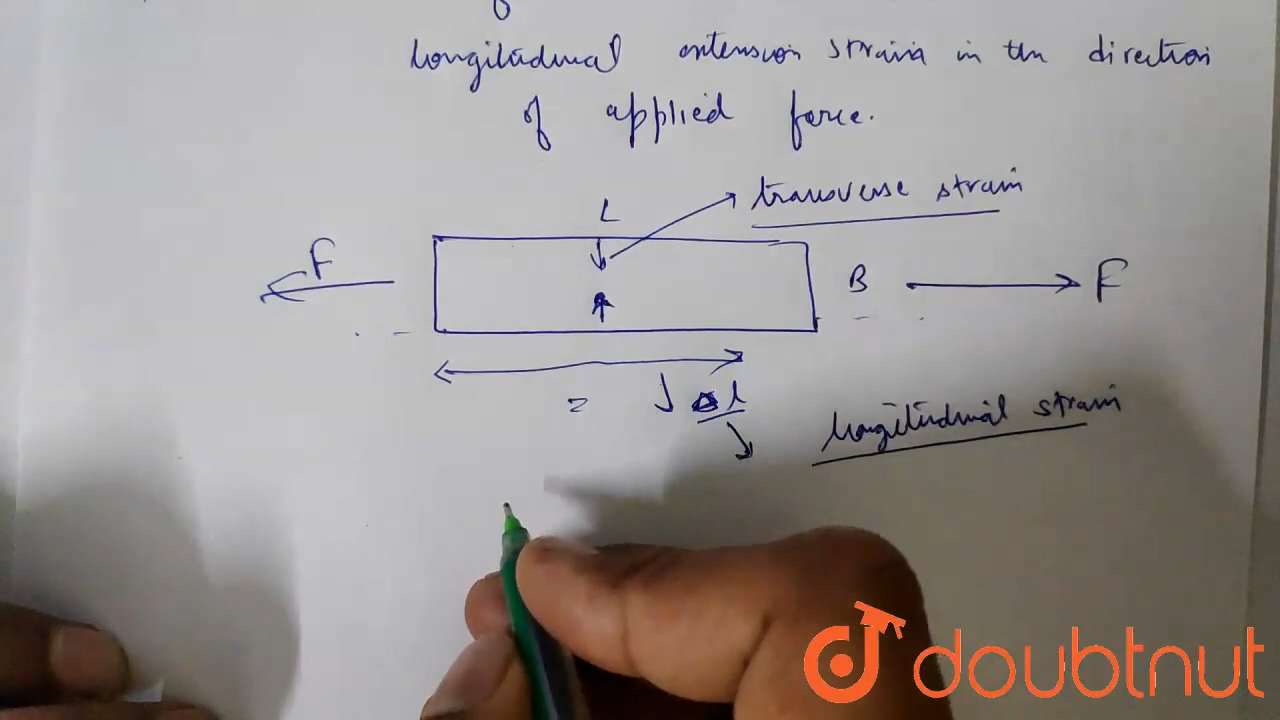 longitudinal extension strain in the direction
of applied force.
transverse strain
L
F
B
F
l
longitudinal strain
doubtnut